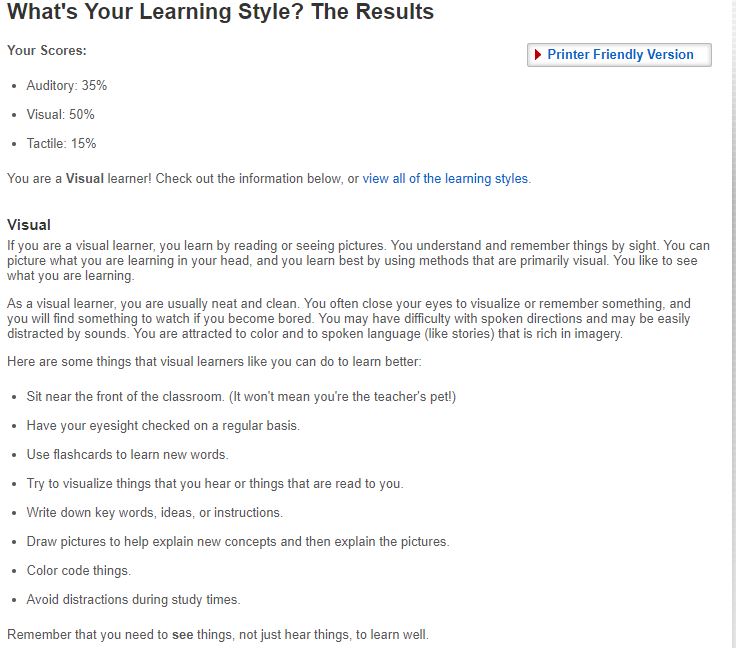 What's Your Learning Style? The Results
Your Scores:
Printer Friendly Version
• Auditory: 35%
• Visual: 50%
• Tactile: 15%
You are a Visual learner! Check out the information below, or view all of the learning styles.
Visual
If you are a visual learner, you learn by reading or seeing pictures. You understand and remember things by sight. You can
picture what you are learning in your head, and you learn best by using methods that are primarily visual. You like to see
what you are learning.
As a visual learner, you are usually neat and clean. You often close your eyes to visualize or remember something, and
you will find something to watch if you become bored. You may have difficulty with spoken directions and may be easily
distracted by sounds. You are attracted to color and to spoken language (like stories) that is rich in imagery.
Here are some things that visual learners like you can do to learn better:
• Sit near the front of the classroom. (It won't mean you're the teacher's pet!)
• Have your eyesight checked on a regular basis.
• Use flashcards to learn new words.
• Try to visualize things that you hear or things that are read to you.
• Write down key words, ideas, or instructions.
• Draw pictures to help explain new concepts and then explain the pictures.
• Color code things.
• Avoid distractions during study times.
Remember that you need to see things, not just hear things, to learn well.